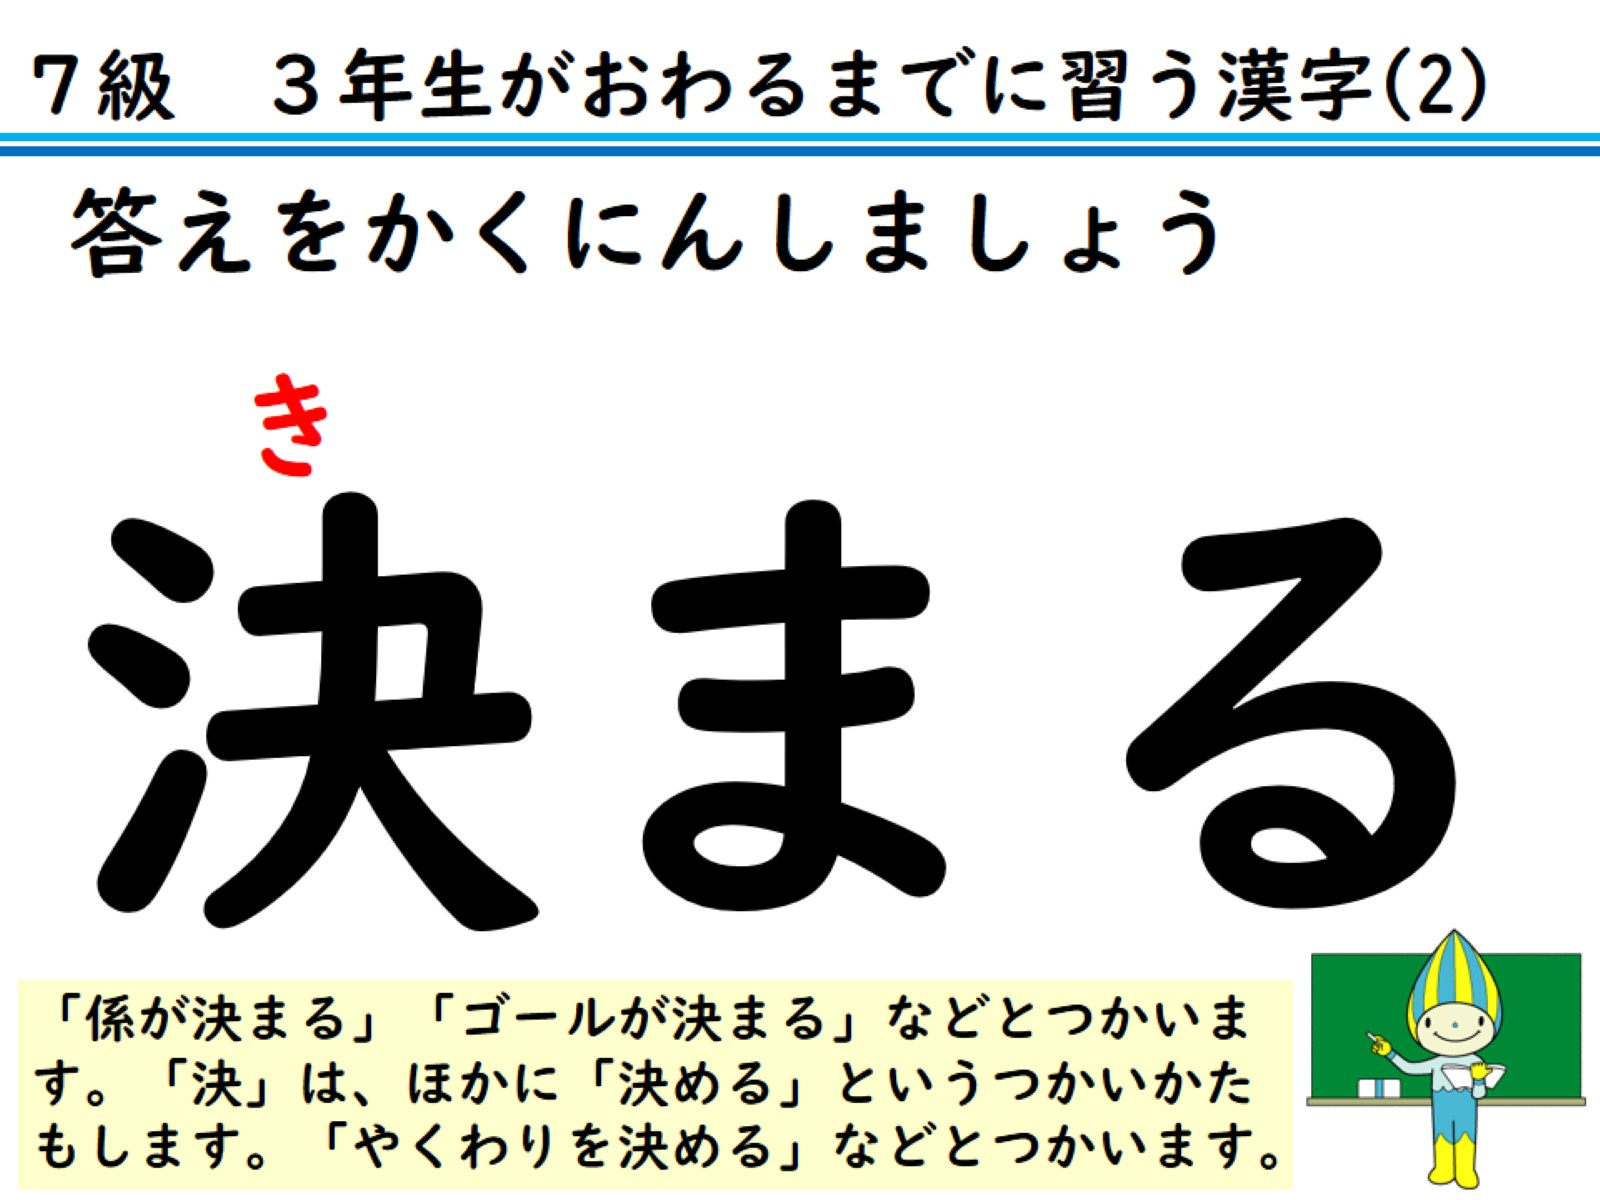 ７級　３年生がおわるまでに習う漢字(2)
答えをかくにんしましょう
き
決まる
「係が決まる」「ゴールが決まる」などとつかいま
す。「決」は、ほかに「決める」というつかいかた
もします。「やくわりを決める」などとつかいます。